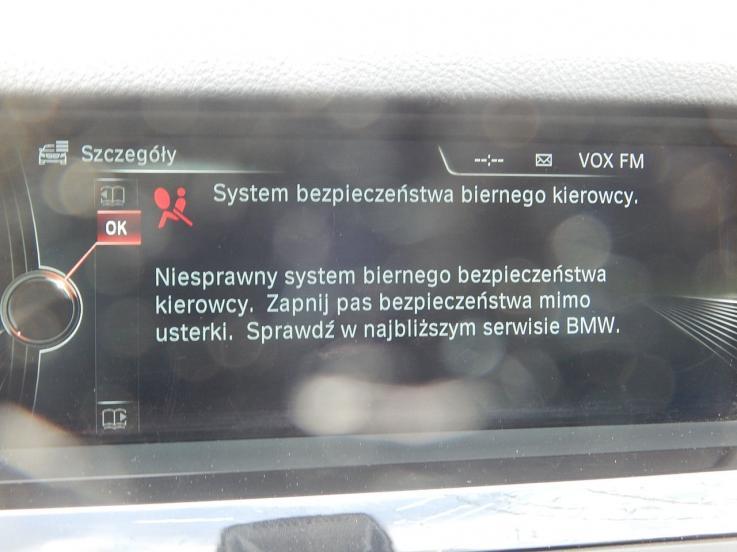 Szczegóły
--:-- VOX FM
System bezpieczeństwa biernego kierowcy.
OK
Niesprawny system biernego bezpieczeństwa
kierowcy. Zapnij pas bezpieczeństwa mimo
usterki. Sprawdź w najbliższym serwisie BMW.